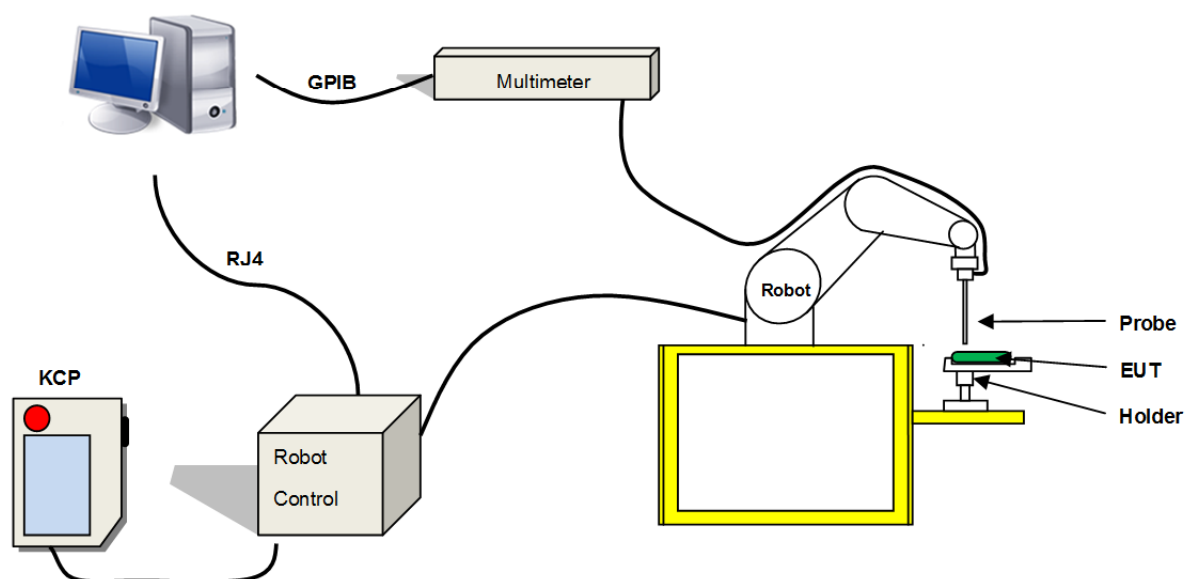 GPIB
Multimeter
RJ4
Robot
Probe
EUT
KCP
Holder
Robot
Control